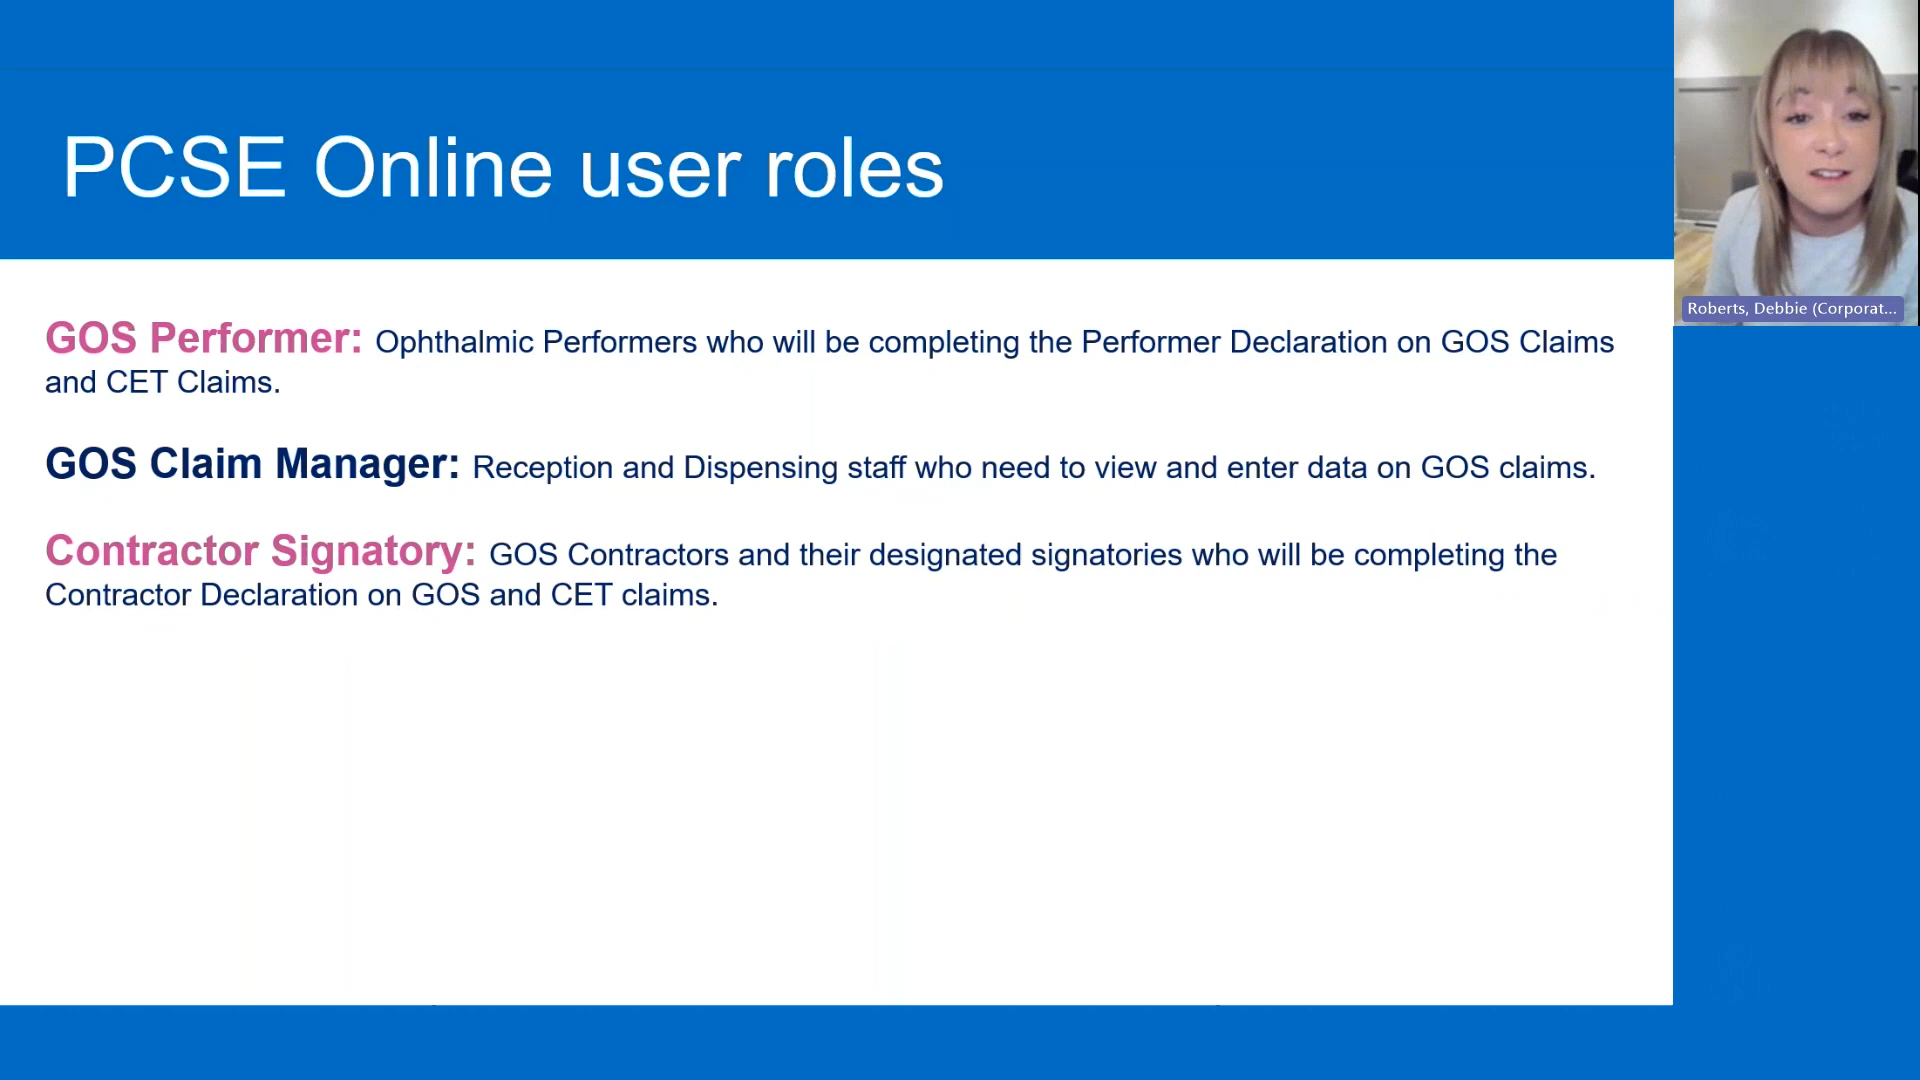 PCSE Online user roles
GOS Performer: Ophthalmic Performers who will be completing the Performer Declaration on GOS Claims
and CET Claims.
GOS Claim Manager: Reception and Dispensing staff who need to view and enter data on GOS claims.
Contractor Signatory: GOS Contractors and their designated signatories who will be completing the
Contractor Declaration on GOS and CET claims.
Roberts, Debbie (Corporat...